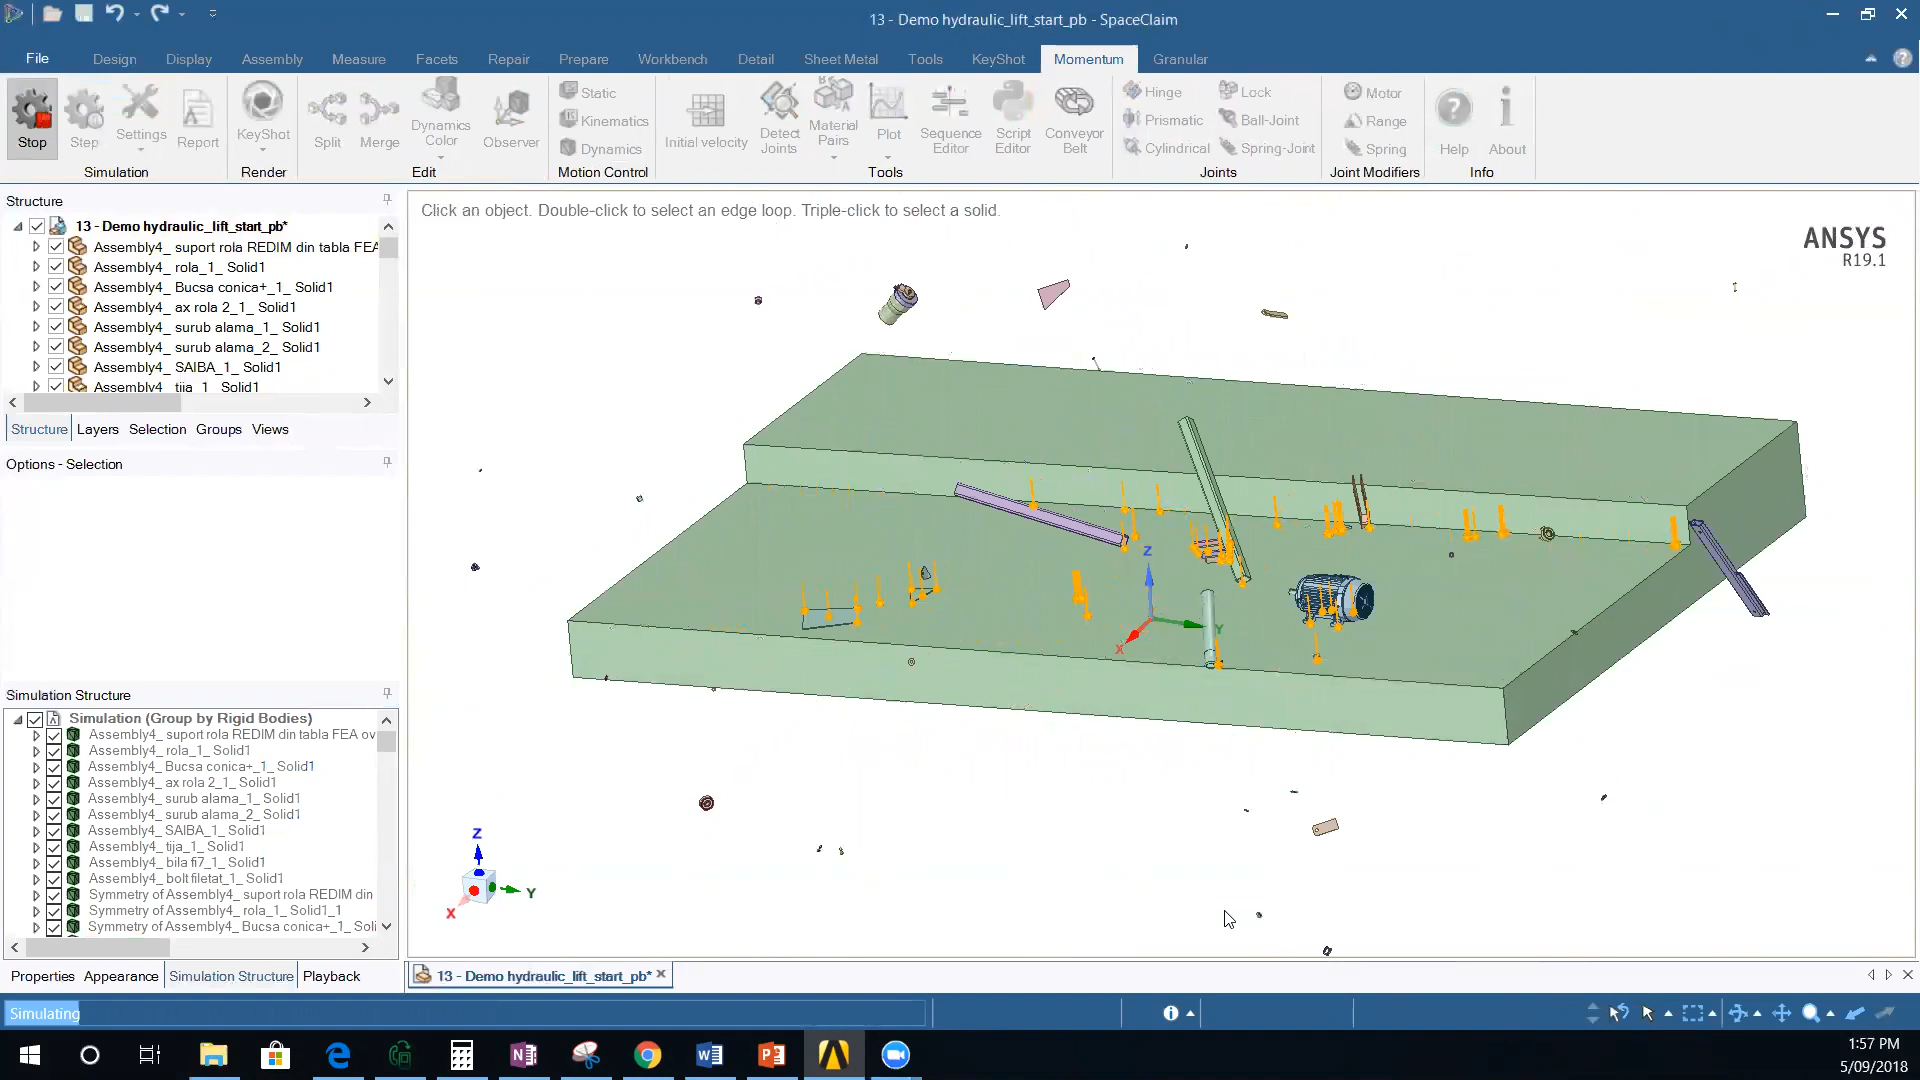 13 - Demo hydraulic_lift_start_pb - SpaceClaim
File Design Display Assembly Measure Facets Repair Prepare Workbench Detail Sheet Metal Tools KeyShot Momentum Granular
Stop Step Settings Report
Simulation
KeyShot
Render
Split Merge Dynamics Color Observer
Edit
Static
Kinematics
Dynamics
Motion Control
Initial velocity Detect Joints Material Pairs Plot Sequence Editor Script Editor Conveyor Belt
Tools
Hinge Lock
Prismatic Ball-Joint
Cylindrical Spring-Joint
Joints
Motor
Range
Spring
Joint Modifiers
Help About
Info
Structure
13 - Demo hydraulic_lift_start_pb*
Assembly4_ suport rola REDIM din tabla FEA
Assembly4_ rola_1_ Solid1
Assembly4_ Bucsa conica+_1_ Solid1
Assembly4_ ax rola 2_1_ Solid1
Assembly4_ surub alama_1_ Solid1
Assembly4_ surub alama_2_ Solid1
Assembly4_ SAIBA_1_ Solid1
Assembly4_ tija_1_ Solid1
Structure Layers Selection Groups Views
Options - Selection
Simulation Structure
Simulation (Group by Rigid Bodies)
Assembly4_ suport rola REDIM din tabla FEA ov
Assembly4_ rola_1_ Solid1
Assembly4_ Bucsa conica+_1_ Solid1
Assembly4_ ax rola 2_1_ Solid1
Assembly4_ surub alama_1_ Solid1
Assembly4_ surub alama_2_ Solid1
Assembly4_ SAIBA_1_ Solid1
Assembly4_ tija_1_ Solid1
Assembly4_ bila fi7_1_ Solid1
Assembly4_ bolt filetat_1_ Solid1
Symmetry of Assembly4_ suport rola REDIM din
Symmetry of Assembly4_ rola_1_ Solid1_1
Symmetry of Assembly4_ Bucsa conica+_1_ Soli
Properties Appearance Simulation Structure Playback
Click an object. Double-click to select an edge loop. Triple-click to select a solid.
ANSYS
R19.1
Z
Y
X
Z
Y
X
13 - Demo hydraulic_lift_start_pb*
Simulating
1:57 PM
5/09/2018